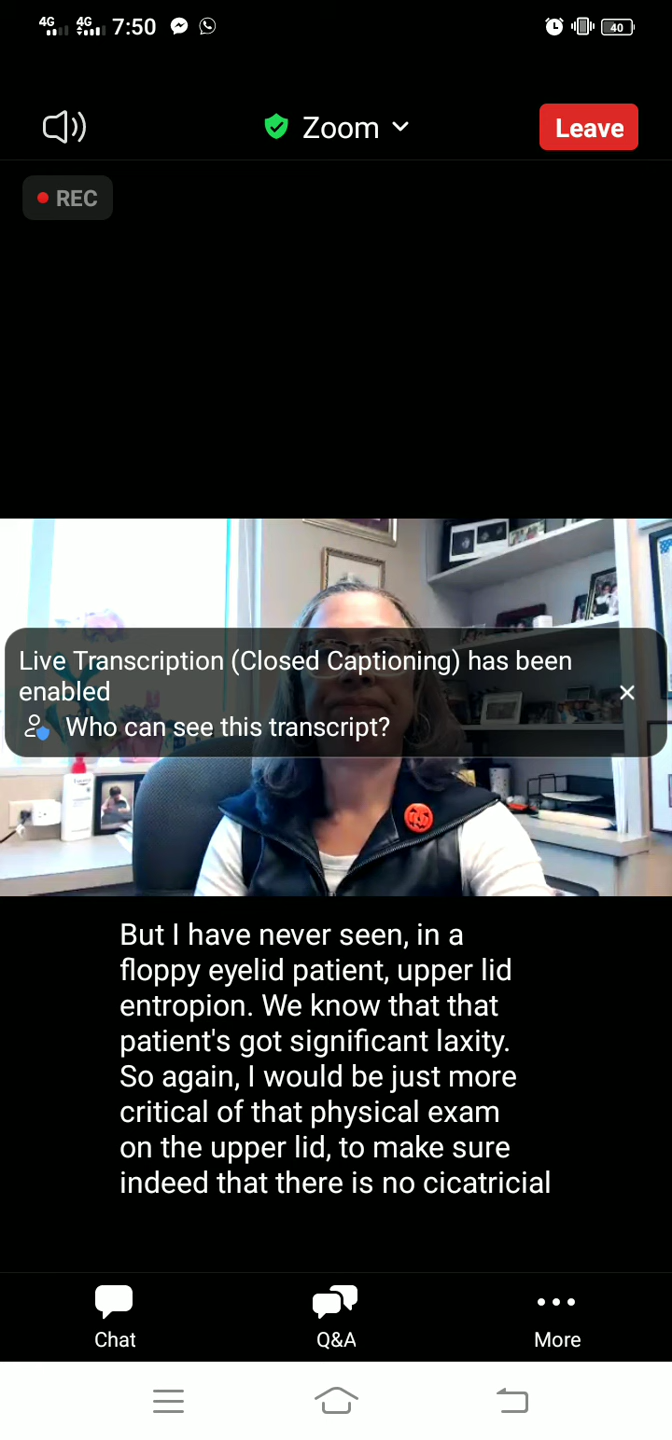 4G 4G 7:50 40
Zoom Leave
REC
Live Transcription (Closed Captioning) has been
enabled
Who can see this transcript?
But I have never seen, in a
floppy eyelid patient, upper lid
entropion. We know that that
patient's got significant laxity.
So again, I would be just more
critical of that physical exam
on the upper lid, to make sure
indeed that there is no cicatricial
Chat Q&A More